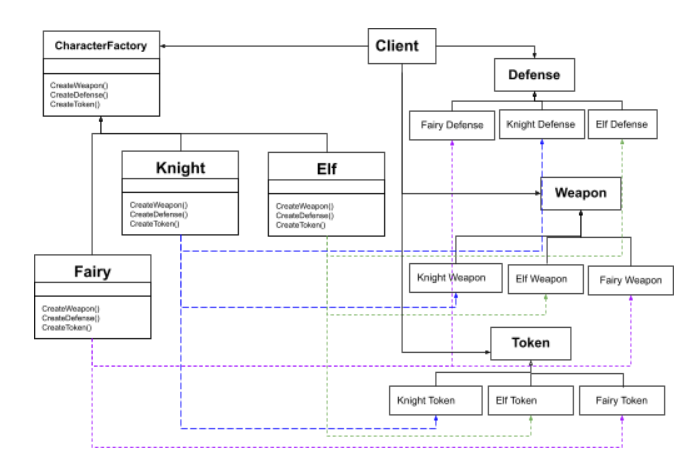 CharacterFactory
CreateWeapon()
CreateDefense()
CreateToken()
Client
Defense
Fairy Defense
Knight Defense
Elf Defense
Knight
CreateWeapon()
CreateDefense()
CreateToken()
Elf
CreateWeapon()
CreateDefense()
CreateToken()
Weapon
Knight Weapon
Elf Weapon
Fairy Weapon
Fairy
CreateWeapon()
CreateDefense()
CreateToken()
Token
Knight Token
Elf Token
Fairy Token